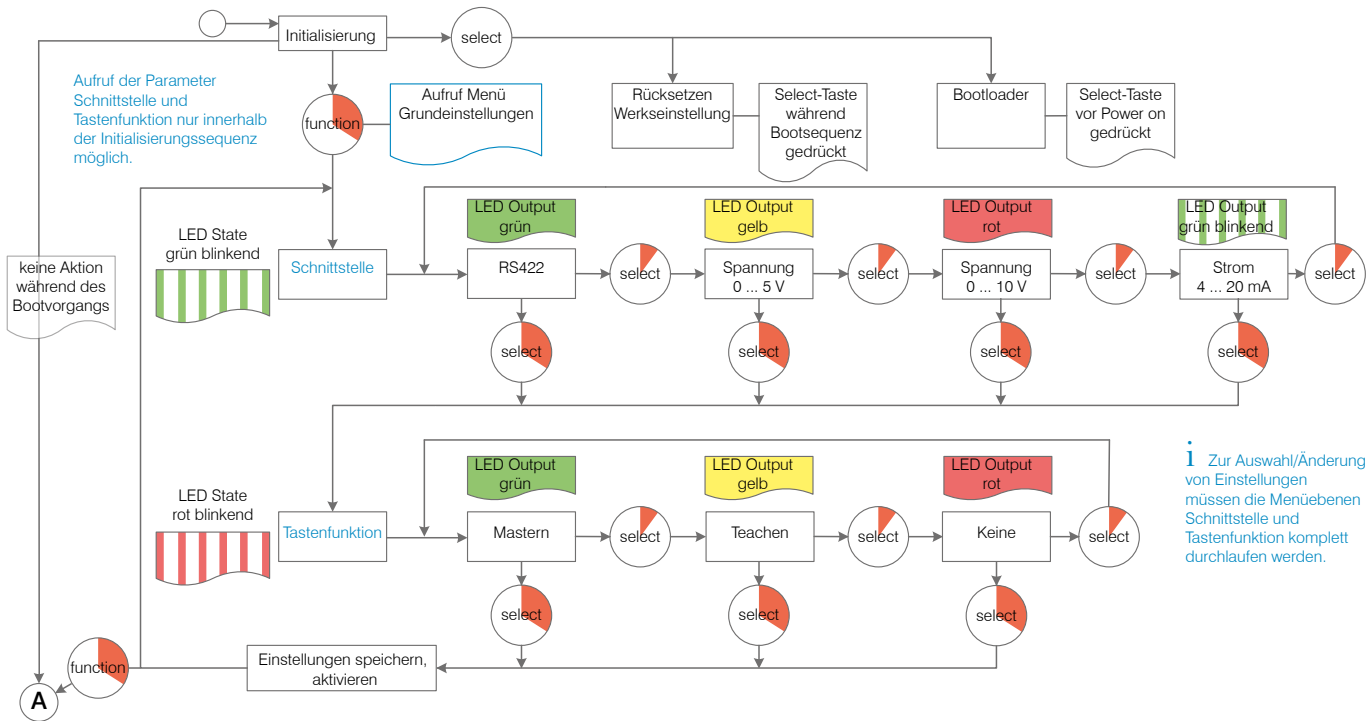 Initialisierung
select
Aufruf der Parameter
Schnittstelle und
Tastenfunktion nur innerhalb
der Initialisierungssequenz
möglich.
function
Aufruf Menü
Grundeinstellungen
Rücksetzen
Werkseinstellung
Select-Taste
während
Bootsequenz
gedrückt
Bootloader
Select-Taste
vor Power on
gedrückt
keine Aktion
während des
Bootvorgangs
LED State
grün blinkend
Schnittstelle
LED Output
grün
RS422
select
LED Output
gelb
Spannung
0 ... 5 V
select
LED Output
rot
Spannung
0 ... 10 V
select
LED Output
grün blinkend
Strom
4 ... 20 mA
select
select
select
select
select
LED State
rot blinkend
Tastenfunktion
LED Output
grün
Mastern
select
LED Output
gelb
Teachen
select
LED Output
rot
Keine
select
i Zur Auswahl/Änderung
von Einstellungen
müssen die Menüebenen
Schnittstelle und
Tastenfunktion komplett
durchlaufen werden.
select
select
select
Einstellungen speichern,
aktivieren
function
A